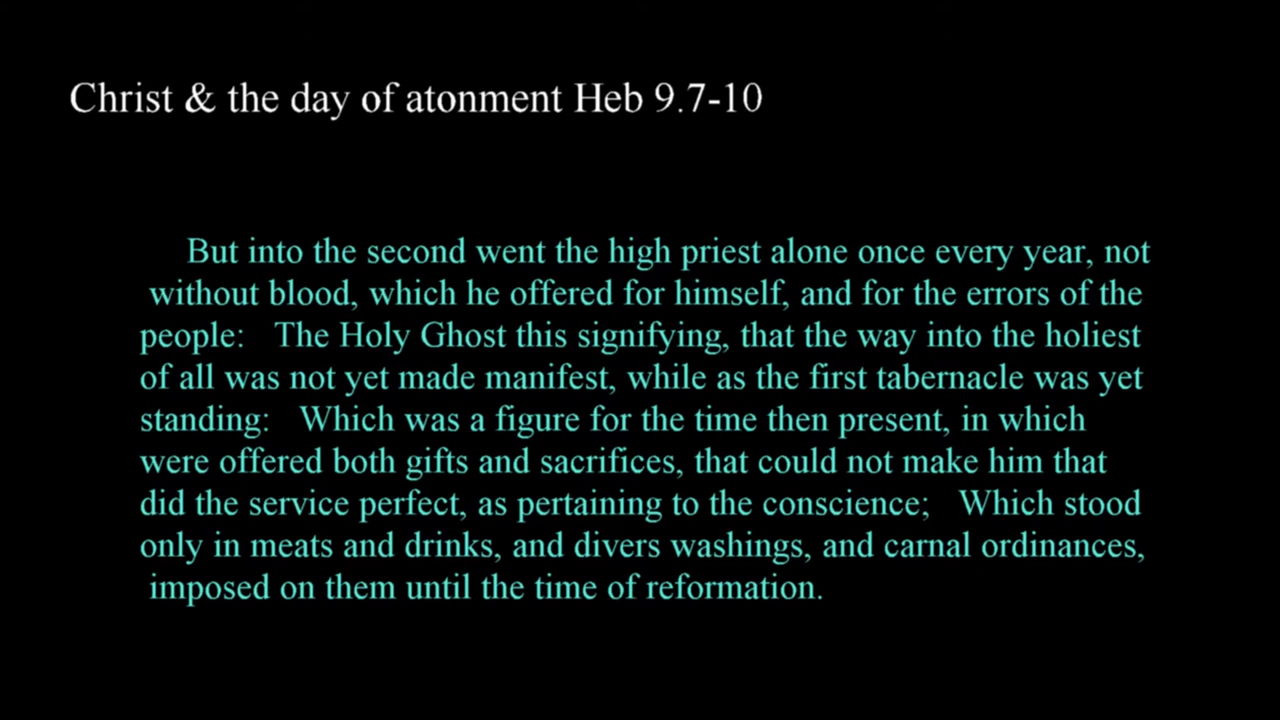 Christ & the day of atonment Heb 9.7-10
But into the second went the high priest alone once every year, not
without blood, which he offered for himself, and for the errors of the
people: The Holy Ghost this signifying, that the way into the holiest
of all was not yet made manifest, while as the first tabernacle was yet
standing: Which was a figure for the time then present, in which
were offered both gifts and sacrifices, that could not make him that
did the service perfect, as pertaining to the conscience; Which stood
only in meats and drinks, and divers washings, and carnal ordinances,
imposed on them until the time of reformation.